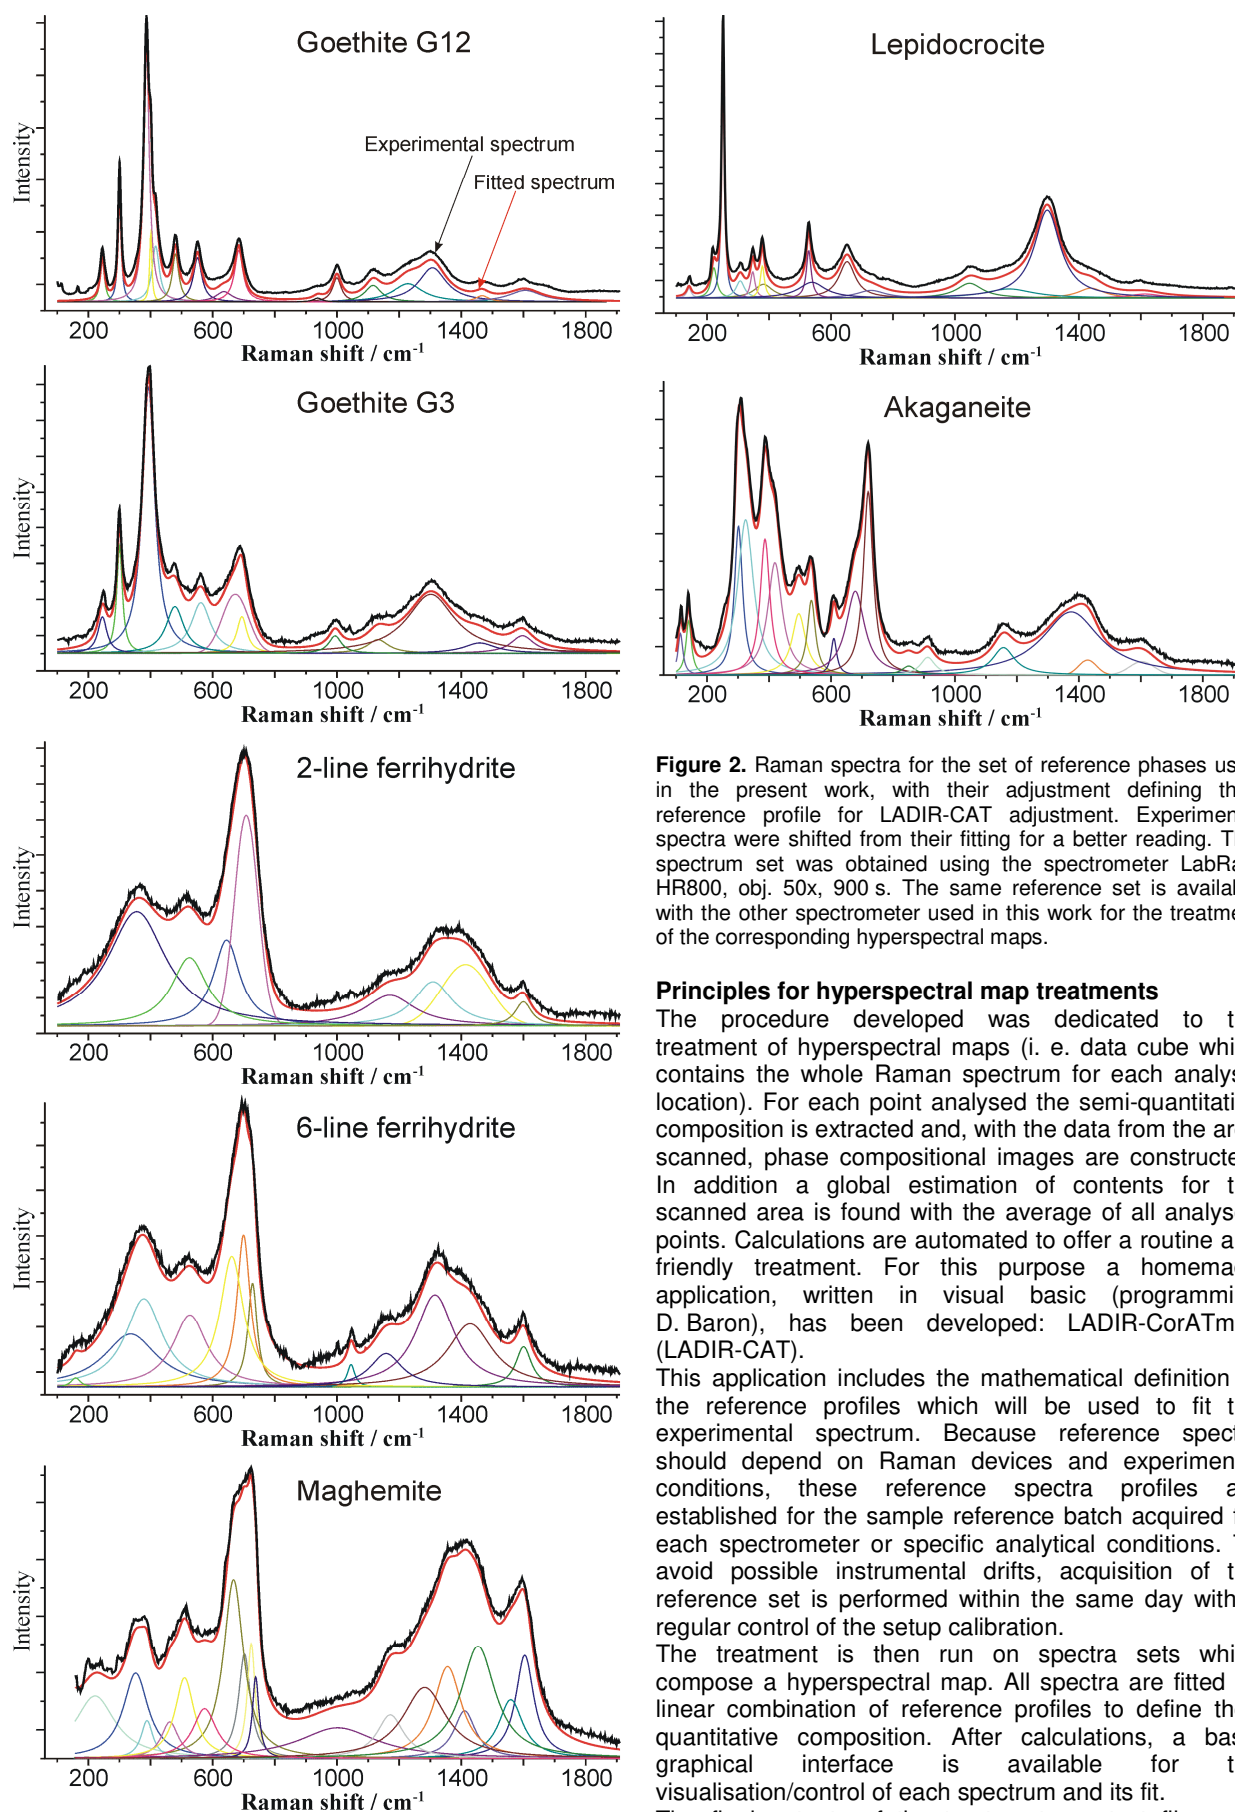 Goethite G12
Experimental spectrum
Fitted spectrum
Intensity
200 600 1000 1400 1800
Raman shift / cm-1
Goethite G3
Intensity
200 600 1000 1400 1800
Raman shift / cm-1
2-line ferrihydrite
Intensity
200 600 1000 1400 1800
Raman shift / cm-1
6-line ferrihydrite
Intensity
200 600 1000 1400 1800
Raman shift / cm-1
Maghemite
Intensity
200 600 1000 1400 1800
Raman shift / cm-1
Lepidocrocite
200 600 1000 1400 1800
Raman shift / cm-1
Akaganeite
200 600 1000 1400 1800
Raman shift / cm-1
Figure 2. Raman spectra for the set of reference phases us
in the present work, with their adjustment defining th
reference profile for LADIR-CAT adjustment. Experimen
spectra were shifted from their fitting for a better reading. Th
spectrum set was obtained using the spectrometer LabRa
HR800, obj. 50x, 900 s. The same reference set is availab
with the other spectrometer used in this work for the treatme
of the corresponding hyperspectral maps.
Principles for hyperspectral map treatments
The procedure developed was dedicated to t
treatment of hyperspectral maps (i. e. data cube whi
contains the whole Raman spectrum for each analys
location). For each point analysed the semi-quantitati
composition is extracted and, with the data from the are
scanned, phase compositional images are constructe
In addition a global estimation of contents for t
scanned area is found with the average of all analys
points. Calculations are automated to offer a routine a
friendly treatment. For this purpose a homemad
application, written in visual basic (programmi
D. Baron), has been developed: LADIR-CorATm
(LADIR-CAT).
This application includes the mathematical definition
the reference profiles which will be used to fit t
experimental spectrum. Because reference spect
should depend on Raman devices and experimen
conditions, these reference spectra profiles a
established for the sample reference batch acquired f
each spectrometer or specific analytical conditions. T
avoid possible instrumental drifts, acquisition of t
reference set is performed within the same day with
regular control of the setup calibration.
The treatment is then run on spectra sets whi
compose a hyperspectral map. All spectra are fitted
linear combination of reference profiles to define the
quantitative composition. After calculations, a bas
graphical interface is available for t
visualisation/control of each spectrum and its fit.